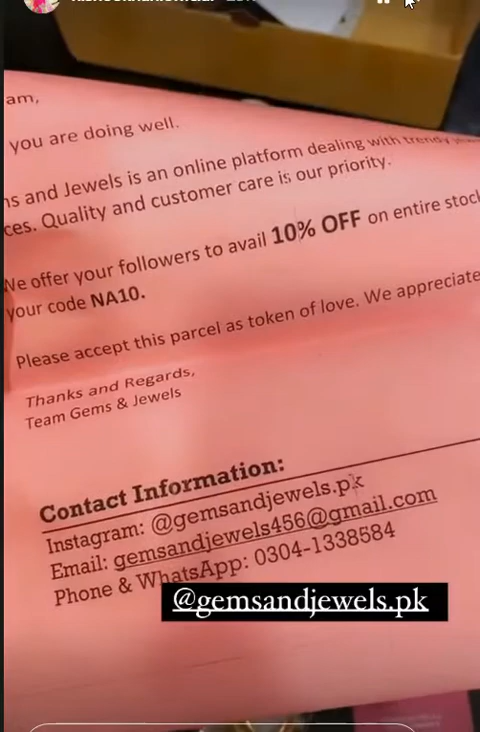 am,
you are doing well.
ns and Jewels is an online platform dealing with trendy
ces. Quality and customer care is our priority.
We offer your followers to avail 10% OFF on entire stock
your code NA10.
Please accept this parcel as token of love. We appreciate
Thanks and Regards,
Team Gems & Jewels
Contact Information:
Instagram: @gemsandjewels.pk
Email: gemsandjewels456@gmail.com
Phone & WhatsApp: 0304-1338584
@gemsandjewels.pk